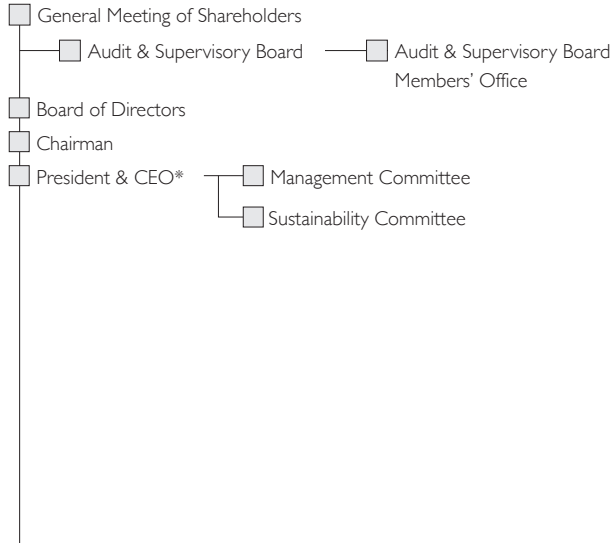 General Meeting of Shareholders
Audit & Supervisory Board
Audit & Supervisory Board
Members’ Office
Board of Directors
Chairman
President & CEO*
Management Committee
Sustainability Committee